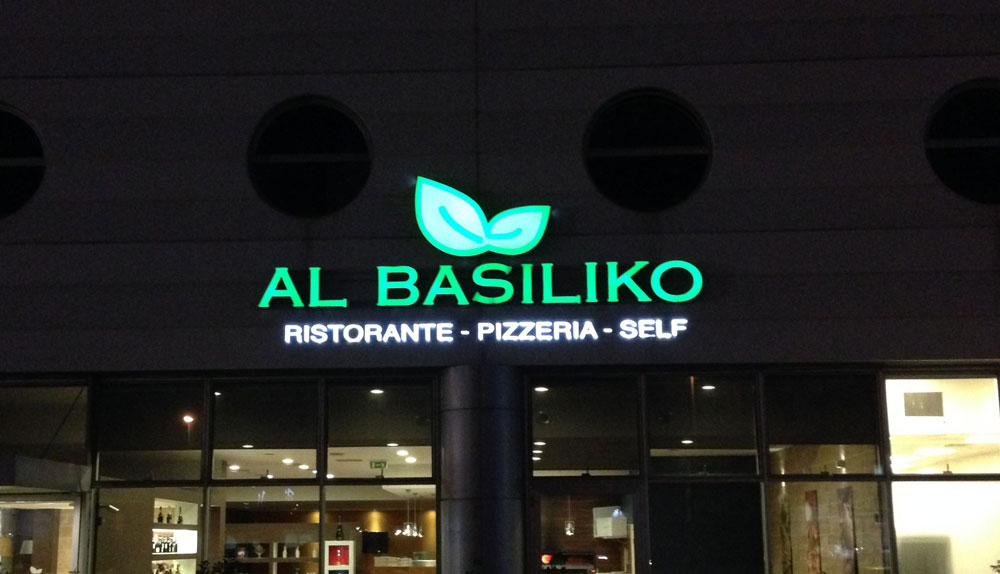 AL BASILIKO
RISTORANTE - PIZZERIA - SELF